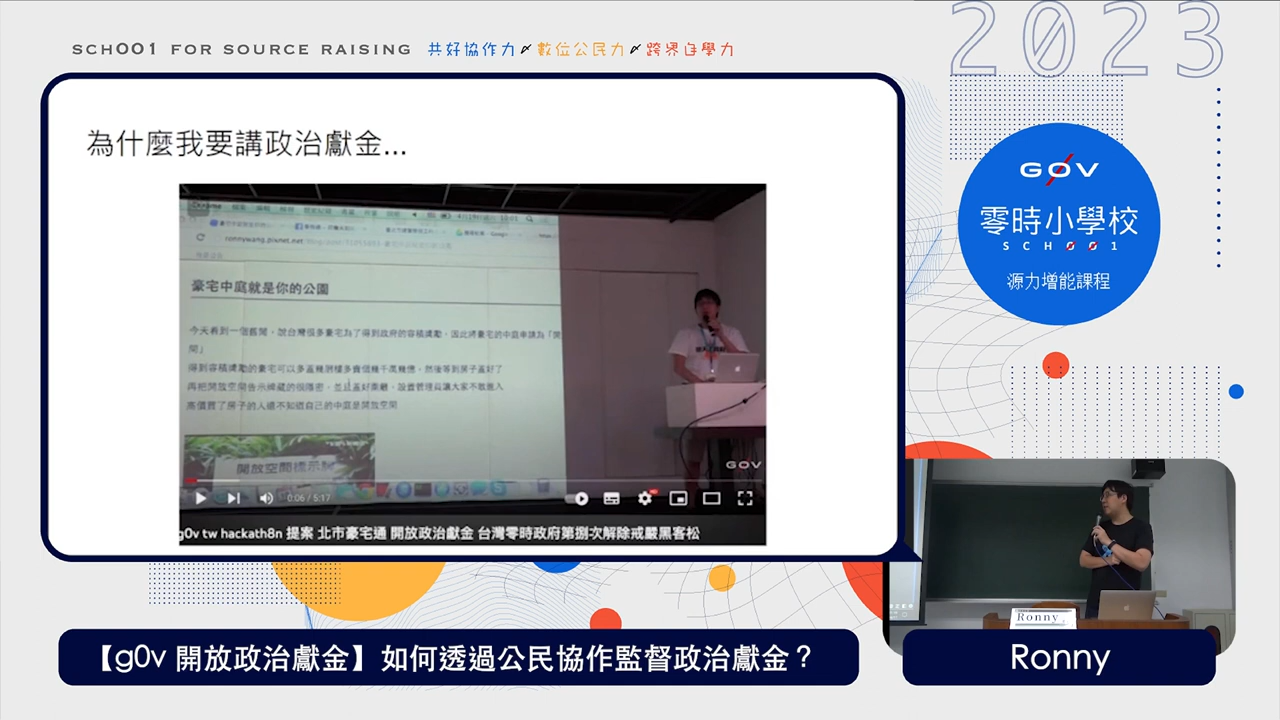 SCH001 FOR SOURCE RAISING 共好協作力 數位公民力 跨界自學力
2023
G0V
零時小學校
SCH001
源力增能課程
為什麼我要講政治獻金...
ronnywang.pixnet.net
豪宅中庭就是你的公園
今天看到一個舊聞,說台灣很多豪宅為了得到政府的容積獎勵,因此將豪宅的中庭申請為「開
間」
得到容積獎勵的豪宅可以多蓋幾層樓多賣個幾千萬幾億,然後等到房子蓋好了
再把開放空間告示牌藏的很隱密,並
設置管理員讓大家不敢進入
高價買了房子的人還不知道自己的中庭是開放空間
開放空間標示
G0V
0:06 / 5:17
g0v tw hackath8n 提案 北市豪宅通 開放政治獻金 台灣零時政府第捌次解除戒嚴黑客松
Ronny
【g0v 開放政治獻金】如何透過公民協作監督政治獻金?
Ronny